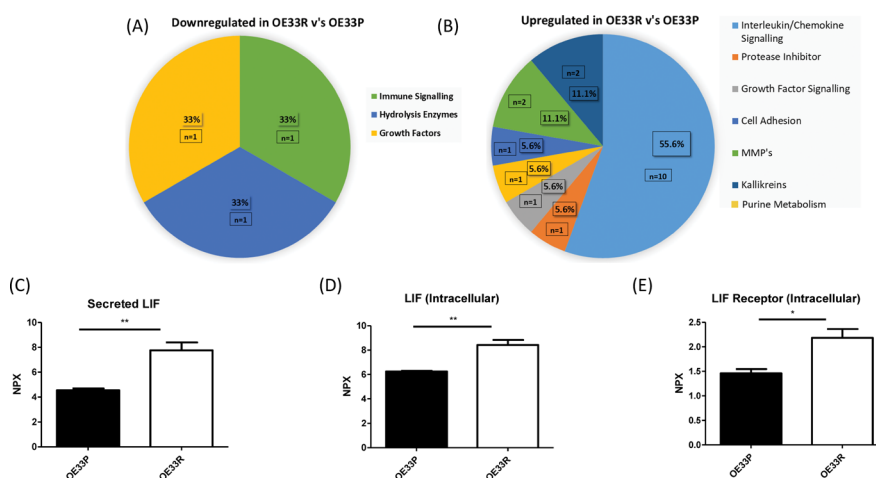 (A)
Downregulated in OE33R v's OE33P
33%
n=1
33%
n=1
33%
n=1
Immune Signalling
Hydrolysis Enzymes
Growth Factors
(B)
Upregulated in OE33R v's OE33P
n=2
11.1%
n=2
11.1%
n=1
5.6%
n=1
5.6%
n=1
5.6%
n=1
5.6%
55.6%
n=10
Interleukin/Chemokine
Signalling
Protease Inhibitor
Growth Factor Signalling
Cell Adhesion
MMP's
Kallikreins
Purine Metabolism
(C)
Secreted LIF
**
NPX
10
8
6
4
2
0
OE33P
OE33R
(D)
LIF (Intracellular)
**
NPX
10
8
6
4
2
0
OE33P
OE33R
(E)
LIF Receptor (Intracellular)
*
NPX
2.5
2.0
1.5
1.0
0.5
0.0
OE33P
OE33R